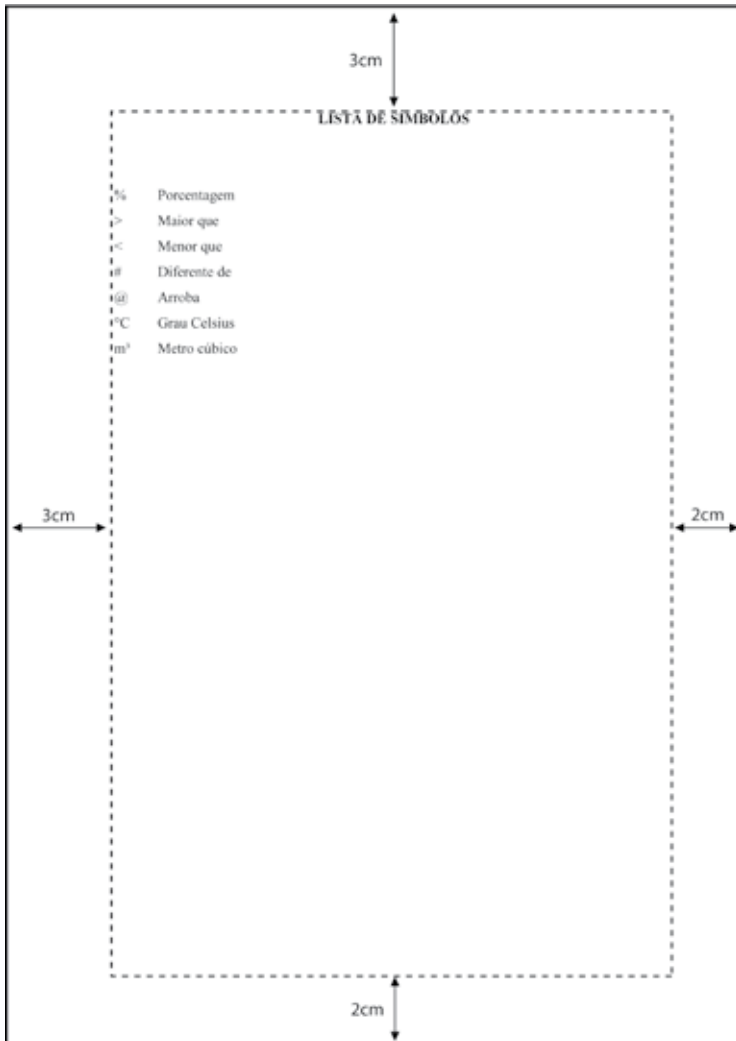 3cm
LISTA DE SÍMBOLOS
% Porcentagem
> Maior que
< Menor que
# Diferente de
@ Arroba
°C Grau Celsius
m³ Metro cúbico
3cm
2cm
2cm